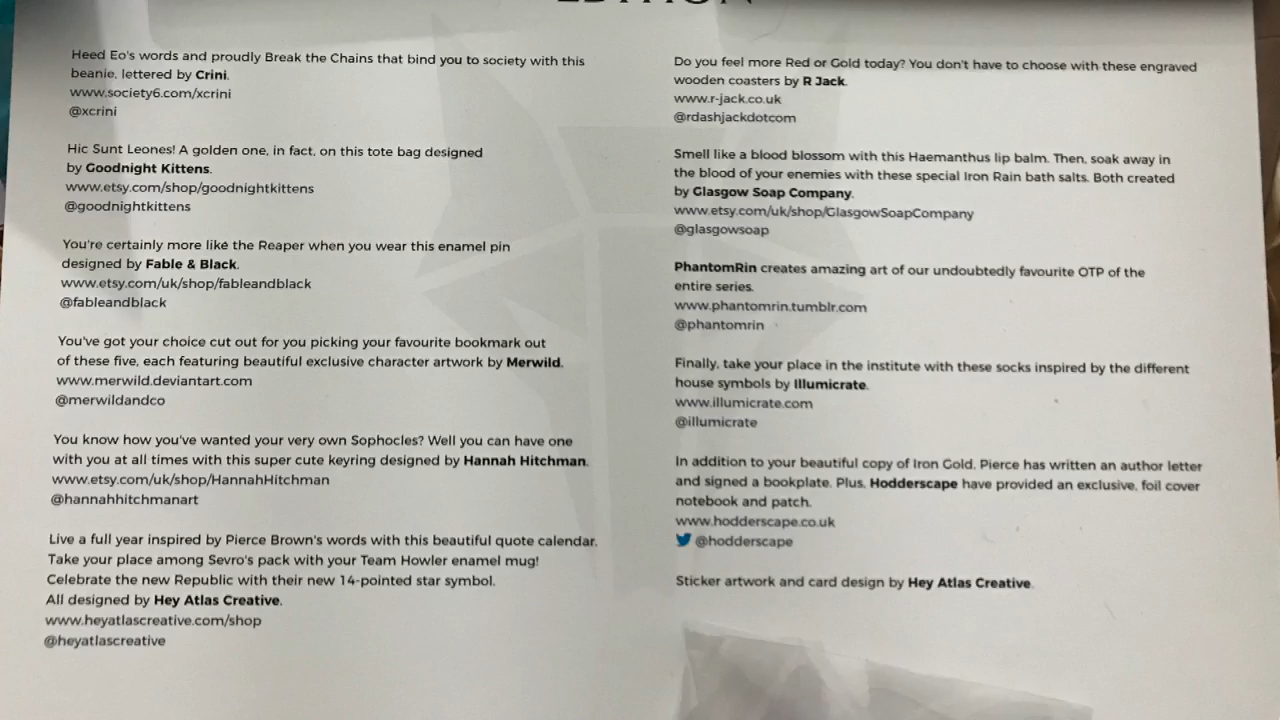 EDITION
Heed Eo's words and proudly Break the Chains that bind you to society with this
beanie, lettered by Crini.
www.society6.com/xcrini
@xcrini
Hic Sunt Leones! A golden one, in fact, on this tote bag designed
by Goodnight Kittens.
www.etsy.com/shop/goodnightkittens
@goodnightkittens
You're certainly more like the Reaper when you wear this enamel pin
designed by Fable & Black.
www.etsy.com/uk/shop/fableandblack
@fableandblack
You've got your choice cut out for you picking your favourite bookmark out
of these five, each featuring beautiful exclusive character artwork by Merwild.
www.merwild.deviantart.com
@merwildandco
You know how you've wanted your very own Sophocles? Well you can have one
with you at all times with this super cute keyring designed by Hannah Hitchman.
www.etsy.com/uk/shop/HannahHitchman
@hannahhitchmanart
Live a full year inspired by Pierce Brown's words with this beautiful quote calendar.
Take your place among Sevro's pack with your Team Howler enamel mug!
Celebrate the new Republic with their new 14-pointed star symbol.
All designed by Hey Atlas Creative.
www.heyatlascreative.com/shop
@heyatlascreative
Do you feel more Red or Gold today? You don't have to choose with these engraved
wooden coasters by R Jack.
www.r-jack.co.uk
@rdashjackdotcom
Smell like a blood blossom with this Haemanthus lip balm. Then, soak away in
the blood of your enemies with these special Iron Rain bath salts. Both created
by Glasgow Soap Company.
www.etsy.com/uk/shop/GlasgowSoapCompany
@glasgowsoap
PhantomRin creates amazing art of our undoubtedly favourite OTP of the
entire series.
www.phantomrin.tumblr.com
@phantomrin
Finally, take your place in the institute with these socks inspired by the different
house symbols by Illumicrate.
www.illumicrate.com
@illumicrate
In addition to your beautiful copy of Iron Gold, Pierce has written an author letter
and signed a bookplate. Plus, Hodderscape have provided an exclusive, foil cover
notebook and patch.
www.hodderscape.co.uk
@hodderscape
Sticker artwork and card design by Hey Atlas Creative.